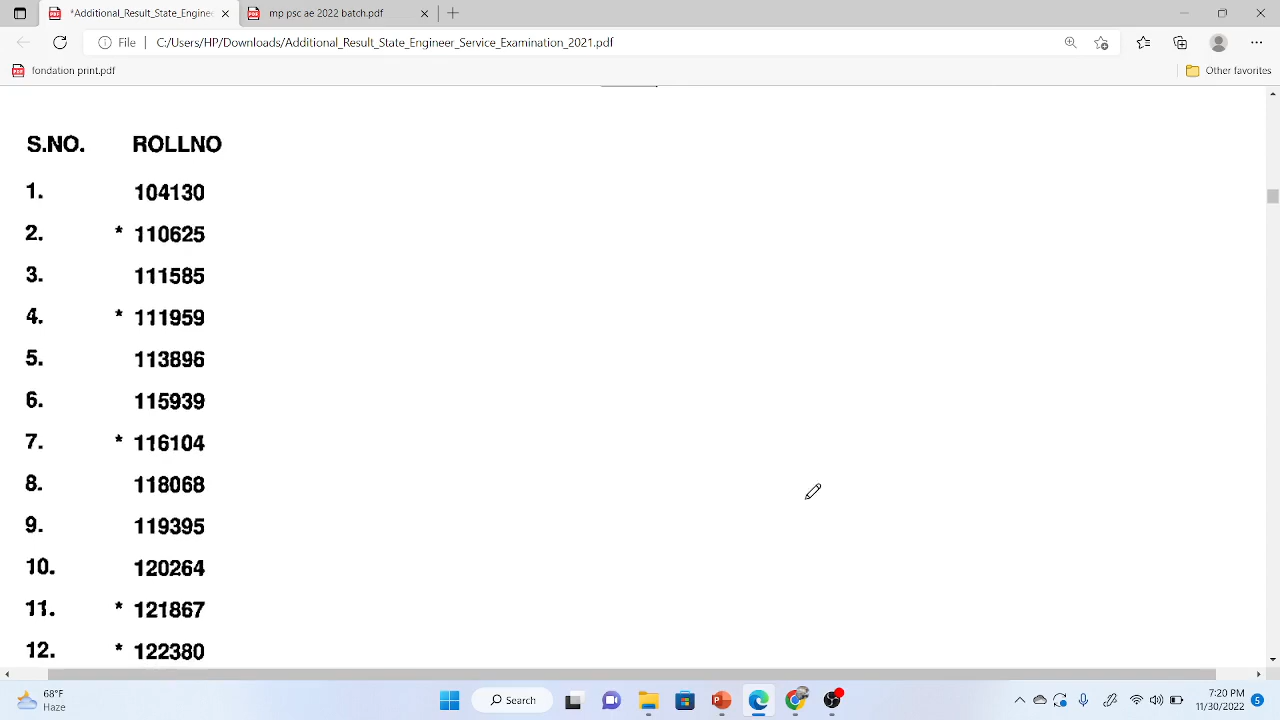 *Additional_Result_State_Engine
mp psc ae 2022 batch.pdf
File
C:/Users/HP/Downloads/Additional_Result_State_Engineer_Service_Examination_2021.pdf
fondation print.pdf
Other favorites
S.NO. ROLLNO
1. 104130
2. * 110625
3. 111585
4. * 111959
5. 113896
6. 115939
7. * 116104
8. 118068
9. 119395
10. 120264
11. * 121867
12. * 122380
68°F
Haze
Search
7:20 PM
11/30/2022
5